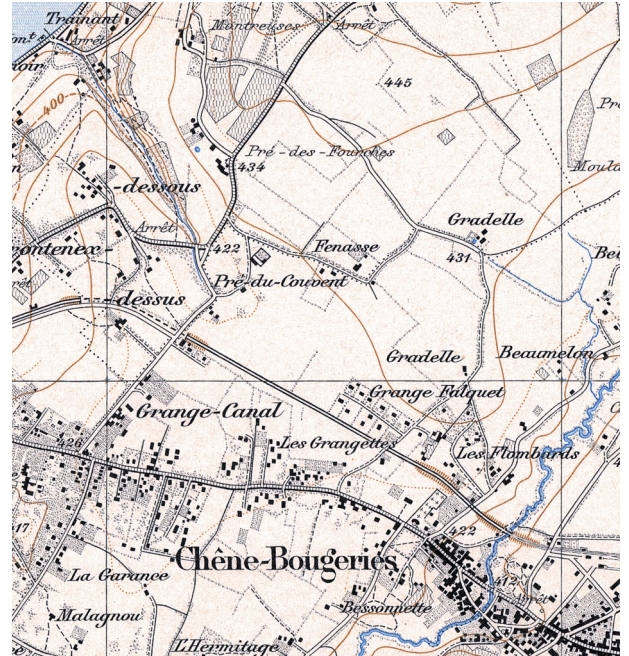 Trainant
Arrêt
Montreuses
Arrêt
445
400
Pré-des-Fourches
434
-dessous
Arrêt
Gradelle
422
Fenasse
431
ontenex-
Pré-du-Couvent
-dessus
Gradelle
Beaumelon
Grange Falquet
Grange-Canal
Les Grangettes
426
Les Flombards
422
Chêne-Bougeries
La Garance
412
Arrêt
Bessonnette
Malagnou
L'Hermitage